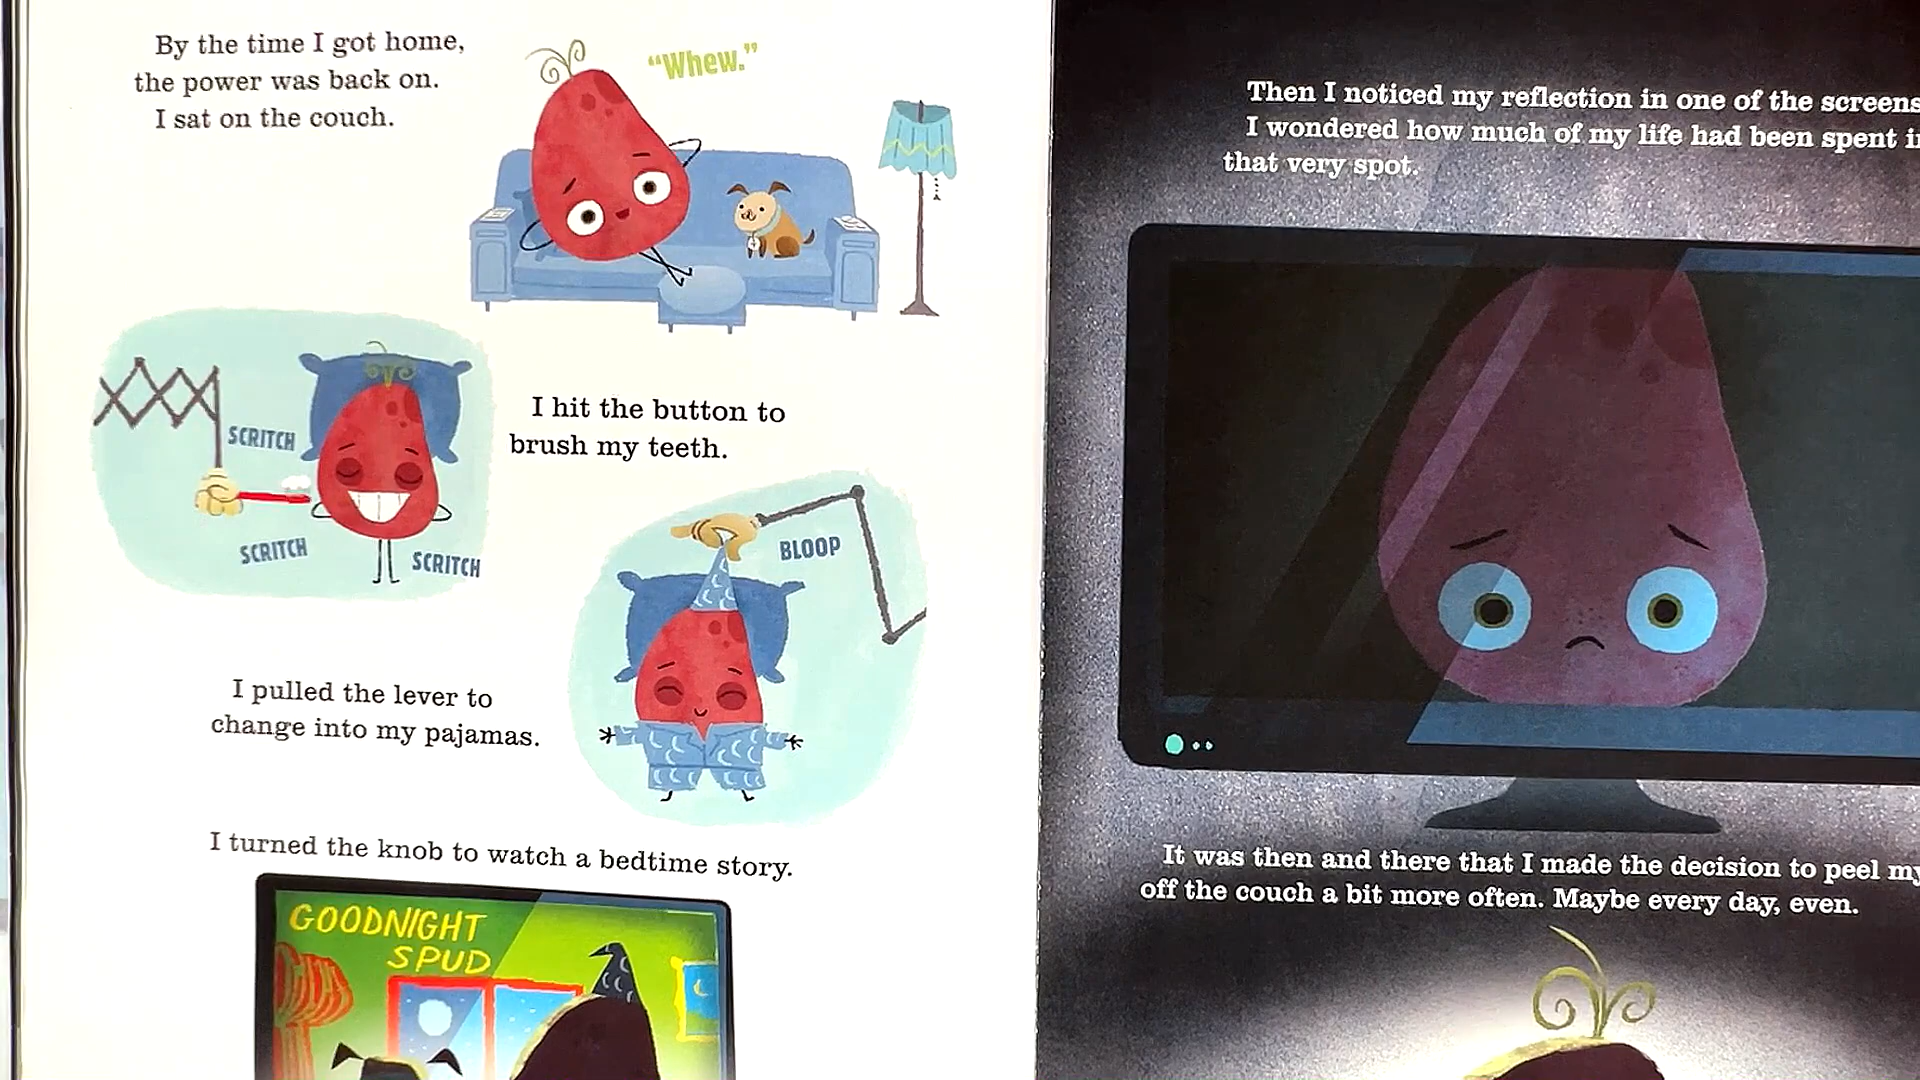 By the time I got home,
the power was back on.
I sat on the couch.
"Whew."
SCRITCH
SCRITCH
SCRITCH
I hit the button to
brush my teeth.
BLOOP
I pulled the lever to
change into my pajamas.
I turned the knob to watch a bedtime story.
GOODNIGHT
SPUD
Then I noticed my reflection in one of the screens
I wondered how much of my life had been spent
that very spot.
It was then and there that I made the decision to peel my
off the couch a bit more often. Maybe every day, even.